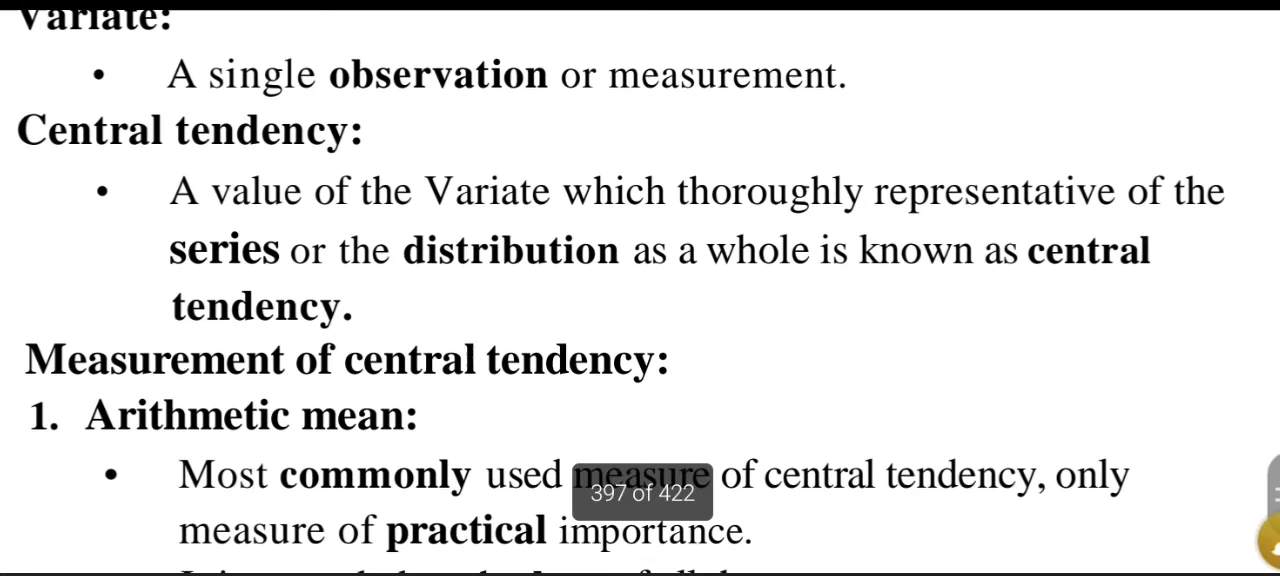 Variate:
• A single observation or measurement.
Central tendency:
• A value of the Variate which thoroughly representative of the
series or the distribution as a whole is known as central
tendency.
Measurement of central tendency:
1. Arithmetic mean:
• Most commonly used measure of central tendency, only
397 of 422
measure of practical importance.